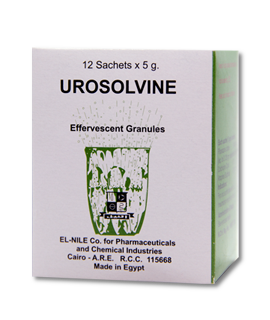 12 Sachets x 5 g.
UROSOLVINE
Effervescent Granules
EL-NILE Co. for Pharmaceuticals
and Chemical Industries
Cairo - A.R.E. R.C.C. 115668
Made in Egypt